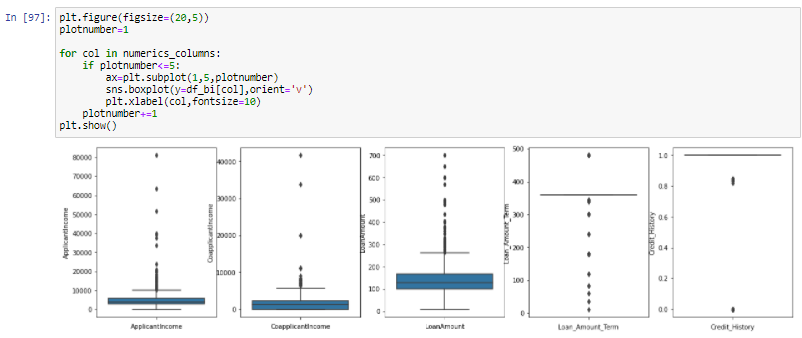 In [97]: plt.figure(figsize=(20,5))
plotnumber=1
for col in numerics_columns:
if plotnumber<=5:
ax=plt.subplot(1,5,plotnumber)
sns.boxplot(y=df_bi[col],orient='v')
plt.xlabel(col,fontsize=10)
plotnumber+=1
plt.show()
80000
70000
60000
50000
40000
30000
20000
10000
0
ApplicantIncome
ApplicantIncome
40000
30000
20000
10000
0
CoapplicantIncome
CoapplicantIncome
700
600
500
400
300
200
100
0
LoanAmount
LoanAmount
500
400
300
200
100
0
Loan_Amount_Term
Loan_Amount_Term
1.0
0.8
0.6
0.4
0.2
0.0
Credit_History
Credit_History